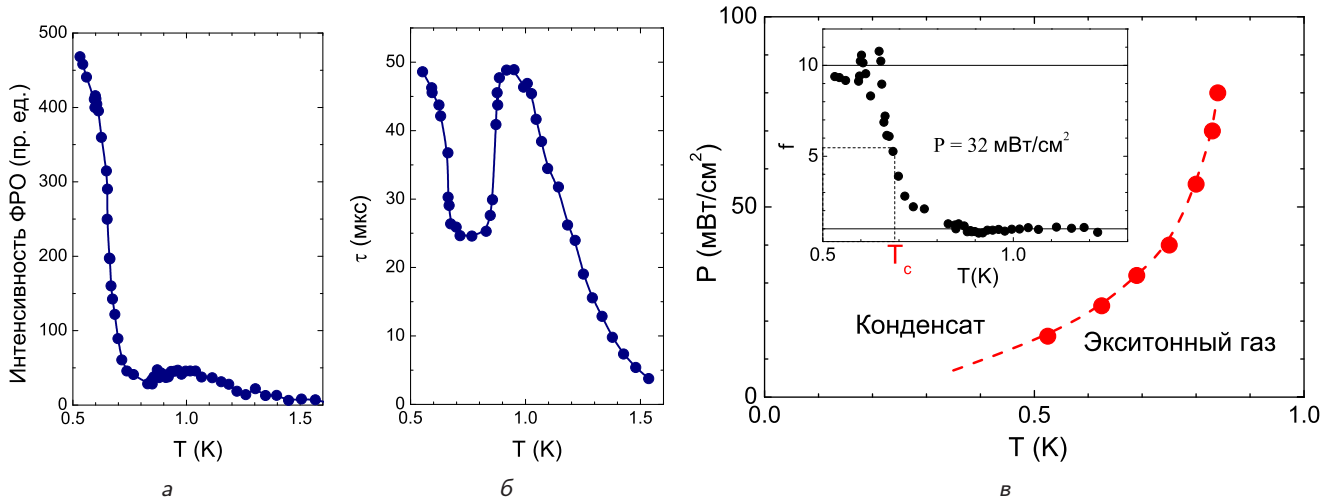 Интенсивность ФРО (пр. ед.)
500
400
300
200
100
0
0.5
1.0
1.5
T (K)
а
τ (мкс)
50
40
30
20
10
0
0.5
1.0
1.5
T (K)
б
P (мВт/см²)
100
50
0
0.0
0.5
1.0
T (K)
Конденсат
Экситонный газ
f
10
5
P = 32 мВт/см²
0.5
1.0
Tc
T(K)
в